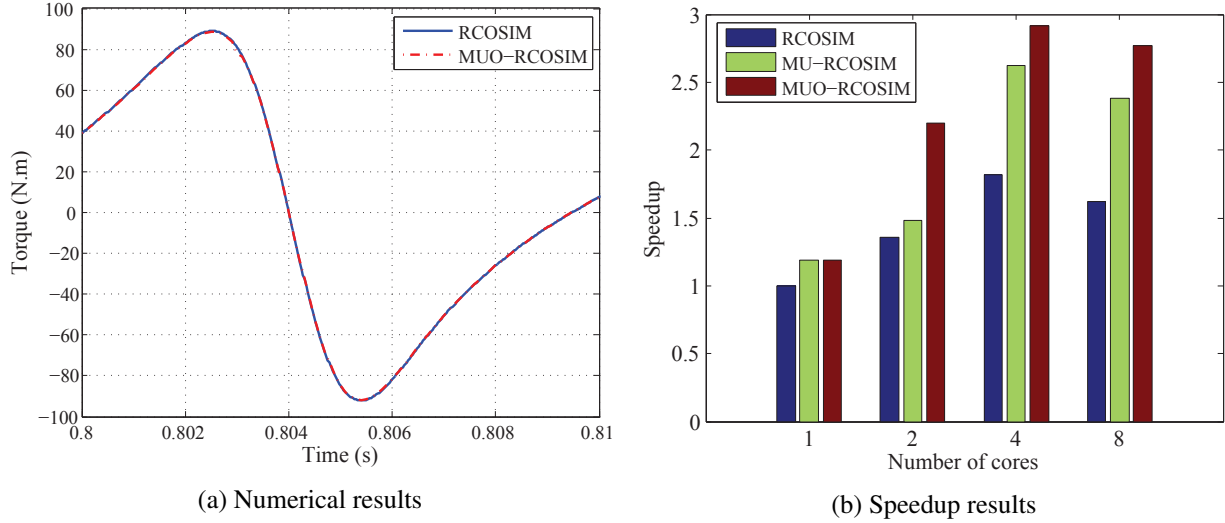 RCOSIM
MUO−RCOSIM
100
80
60
40
20
0
−20
−40
−60
−80
−100
Torque (N.m)
0.8
0.802
0.804
0.806
0.808
0.81
Time (s)
(a) Numerical results
RCOSIM
MU−RCOSIM
MUO−RCOSIM
3
2.5
2
1.5
1
0.5
0
Speedup
1
2
4
8
Number of cores
(b) Speedup results